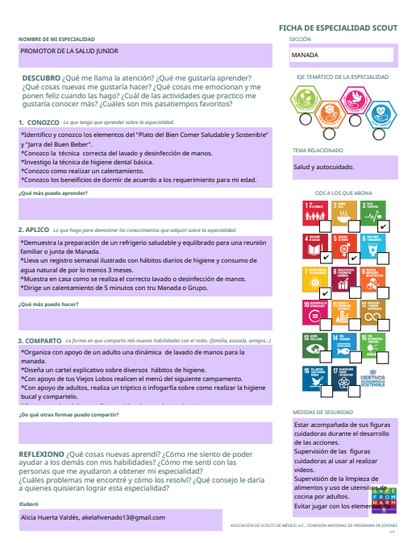 FICHA DE ESPECIALIDAD SCOUT
NOMBRE DE MI ESPECIALIDAD
PROMOTOR DE LA SALUD JUNIOR
SECCIÓN
MANADA
DESCUBRO ¿Qué me llama la atención? ¿Qué me gustaría aprender?
¿Qué cosas nuevas me gustaría hacer? ¿Qué cosas me emocionan y me
ponen feliz cuando las hago? ¿Cuál de las actividades que practico me
gustaría conocer más? ¿Cuáles son mis pasatiempos favoritos?
EJE TEMÁTICO DE LA ESPECIALIDAD
1. CONOZCO Lo que tengo que aprender sobre la especialidad.
*Identifico y conozco los elementos del "Plato del Bien Comer Saludable y Sostenible"
y "Jarra del Buen Beber".
*Conozco la técnica correcta del lavado y desinfección de manos.
*Investigo la técnica de higiene dental básica.
*Conozco como realizar un calentamiento.
*Conozco los beneficios de dormir de acuerdo a los requerimiento para mi edad.
¿Qué más puedo aprender?
TEMA RELACIONADO
Salud y autocuidado.
ODS A LOS QUE ABONA
2. APLICO Lo que hago para demostrar los conocimientos que adquirí sobre la especialidad.
*Demuestra la preparación de un refrigerio saludable y equlibrado para una reunión
familiar o junta de Manada.
*Lleva un registro semanal ilustrado con hábitos diarios de higiene y consumo de
agua natural de por lo menos 3 meses.
*Muestra en casa como se realiza el correcto lavado o desinfección de manos.
*Dirige un calentamiento de 5 minutos con tru Manada o Grupo.
¿Qué más puedo hacer?
3. COMPARTO La forma en que comparto mis nuevas habilidades con el resto. (familia, escuela, amigos...)
*Organiza con apoyo de un adulto una dinámica de lavado de manos para la
manada.
*Diseña un cartel explicativo sobre diversos hábitos de higiene.
*Con apoyo de tus Viejos Lobos realicen el menú del siguiente campamento.
*Con apoyo de adultos, realiza un triptico o infografía sobre como realizar la higiene
bucal y compartelo.
¿De qué otras formas puedo compartir?
MEDIDAS DE SEGURIDAD
Estar acompañada de sus figuras
cuidadoras durante el desarrollo
de las acciones.
Supervisión de las figuras
cuidadoras al usar al realizar
videos.
Supervisión de la limpieza de
alimentos y uso de utensilios de
cocina por adultos.
Evitar jugar con los elementos de
REFLEXIONO ¿Qué cosas nuevas aprendí? ¿Cómo me siento de poder
ayudar a los demás con mis habilidades? ¿Cómo me sentí con las
personas que me ayudaron a obtener mi especialidad?
¿Cuáles problemas me encontré y cómo los resolví? ¿Qué consejo le daría
a quienes quisieran lograr esta especialidad?
Elaboró
Alicia Huerta Valdés, akelahvenado13@gmail.com
SAFE
FROM
HARM
ASOCIACIÓN DE SCOUTS DE MÉXICO, A.C., COMISIÓN NACIONAL DE PROGRAMA DE JÓVENES